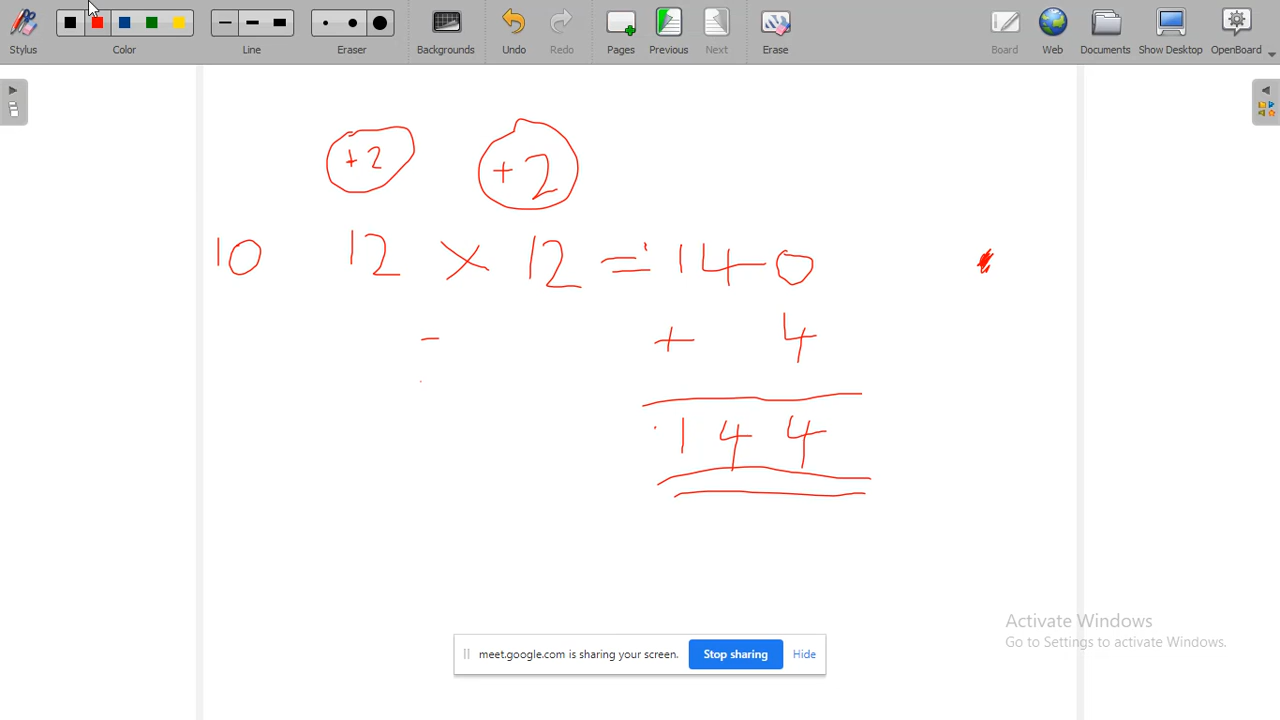 Stylus Color Line Eraser Backgrounds Undo Redo Pages Previous Next Erase Board Web Documents Show Desktop OpenBoard
+2 +2
10 12 × 12 = 140
- + 4
144
Activate Windows
Go to Settings to activate Windows.
meet.google.com is sharing your screen. Stop sharing Hide